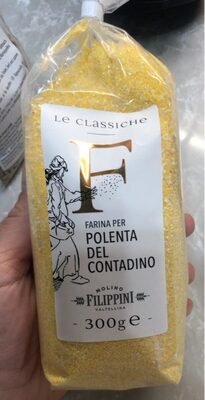 LE CLASSICHE
F
FARINA PER
POLENTA
DEL
CONTADINO
MOLINO
FILIPPINI
VALTELLINA
300g e